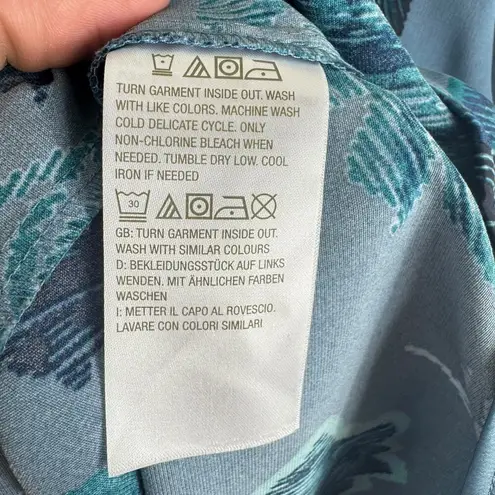 TURN GARMENT INSIDE OUT. WASH
WITH LIKE COLORS. MACHINE WASH
COLD DELICATE CYCLE. ONLY
NON-CHLORINE BLEACH WHEN
NEEDED. TUMBLE DRY LOW. COOL
IRON IF NEEDED
30
GB: TURN GARMENT INSIDE OUT.
WASH WITH SIMILAR COLOURS
D: BEKLEIDUNGSSTÜCK AUF LINKS
WENDEN. MIT ÄHNLICHEN FARBEN
WASCHEN
I: METTER IL CAPO AL ROVESCIO.
LAVARE CON COLORI SIMILARI